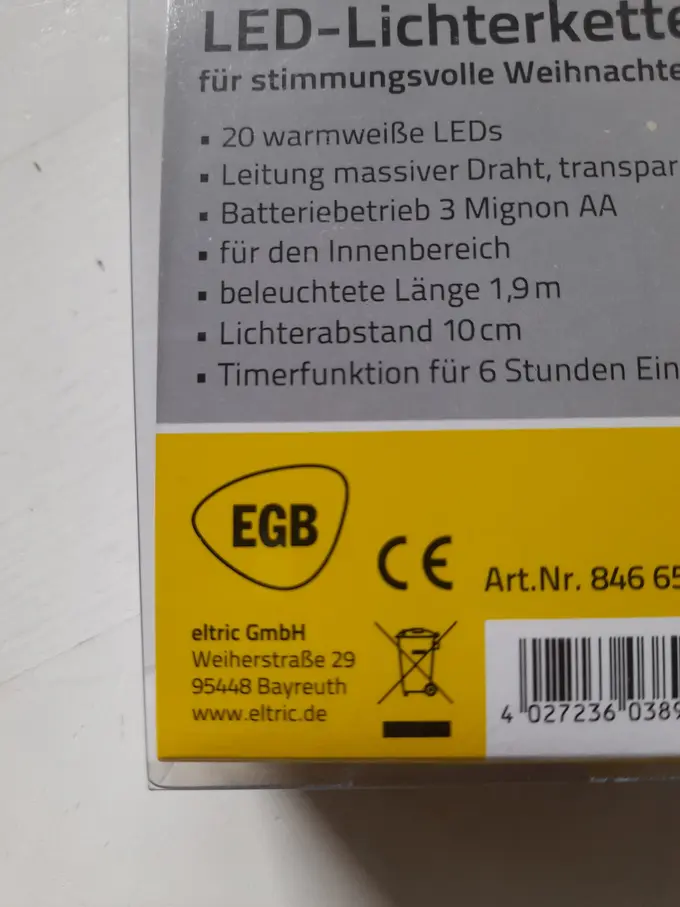 LED-Lichterkette
für stimmungsvolle Weihnachte
▪ 20 warmweiße LEDs
▪ Leitung massiver Draht, transpar
▪ Batteriebetrieb 3 Mignon AA
▪ für den Innenbereich
▪ beleuchtete Länge 1,9 m
▪ Lichterabstand 10 cm
▪ Timerfunktion für 6 Stunden Ein
EGB
CE
Art.Nr. 846 65
eltric GmbH
Weiherstraße 29
95448 Bayreuth
www.eltric.de
4 027236 0389